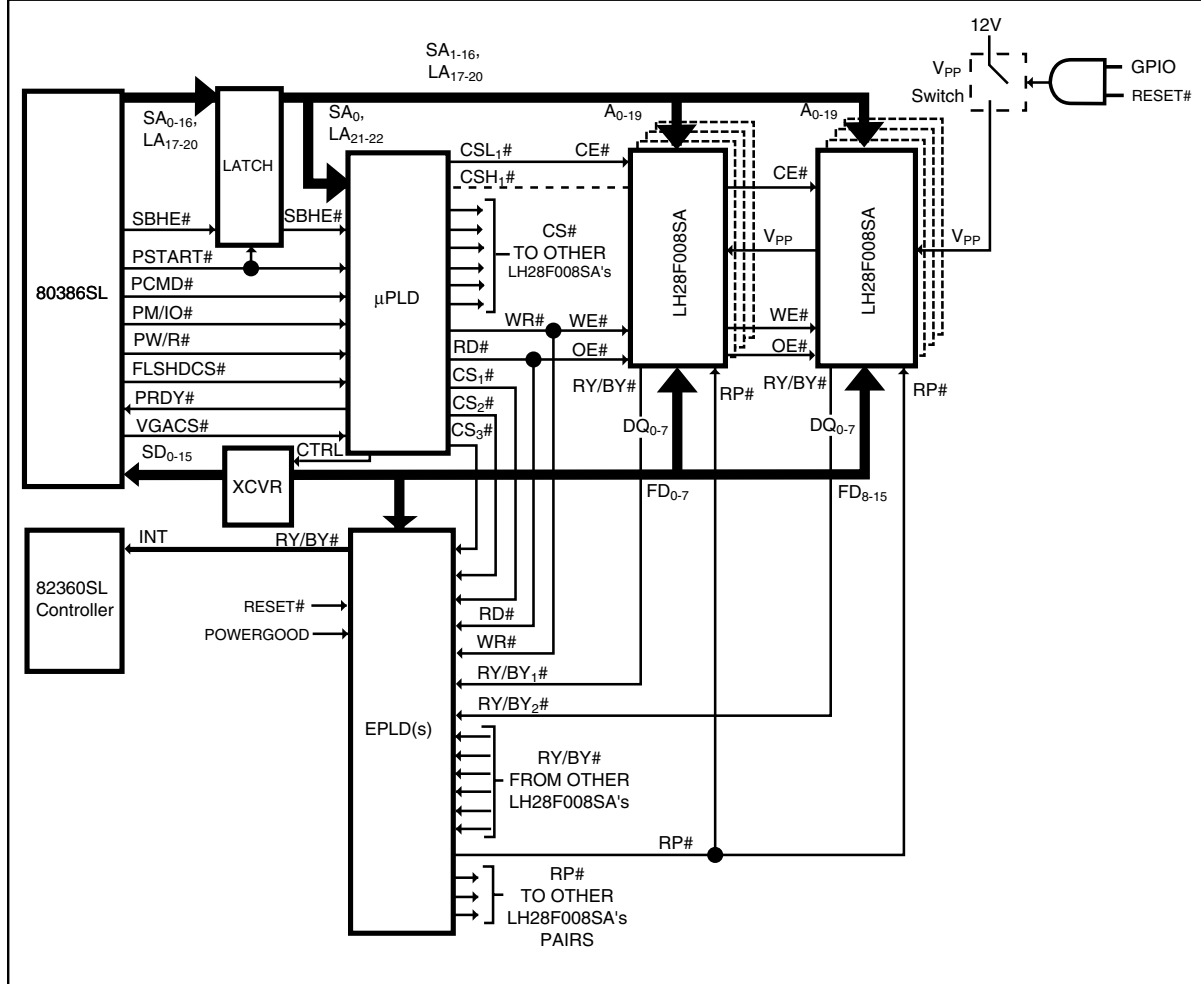 SA1-16,
LA17-20
12V
VPP
Switch
GPIO
RESET#
SA0-16,
LA17-20
SA0,
LA21-22
A0-19
A0-19
LATCH
CSL1#
CE#
CSH1#
CE#
SBHE#
SBHE#
CS#
TO OTHER
LH28F008SA's
VPP
VPP
PSTART#
80386SL
PCMD#
µPLD
LH28F008SA
LH28F008SA
PM/IO#
WR#
WE#
WE#
PW/R#
RD#
OE#
OE#
FLSHDCS#
CS1#
RY/BY#
RP#
RY/BY#
RP#
PRDY#
CS2#
VGACS#
CS3#
DQ0-7
DQ0-7
SD0-15
CTRL
XCVR
FD0-7
FD8-15
INT
RY/BY#
82360SL
Controller
RESET#
POWERGOOD
RD#
WR#
RY/BY1#
RY/BY2#
EPLD(s)
RY/BY#
FROM OTHER
LH28F008SA's
RP#
RP#
TO OTHER
LH28F008SA's
PAIRS